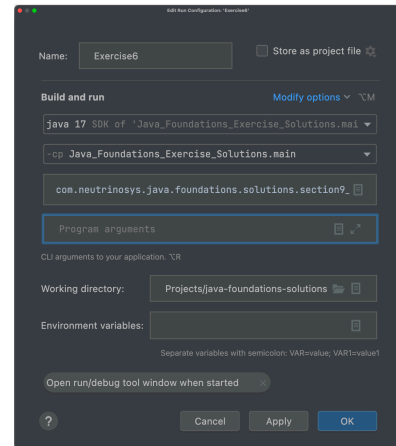 Edit Run Configuration: "Exercise6"
Name: Exercise6 Store as project file
Build and run Modify options ⌥M
java 17 SDK of 'Java_Foundations_Exercise_Solutions.mai
-cp Java_Foundations_Exercise_Solutions.main
com.neutrinosys.java.foundations.solutions.section9_
Program arguments
CLI arguments to your application. ⌥R
Working directory: Projects/java-foundations-solutions
Environment variables:
Separate variables with semicolon: VAR=value; VAR1=value1
Open run/debug tool window when started ×
? Cancel Apply OK